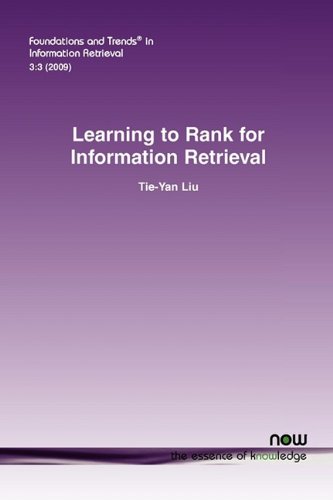 Foundations and Trends® in
Information Retrieval
3:3 (2009)
Learning to Rank for
Information Retrieval
Tie-Yan Liu
now
the essence of knowledge